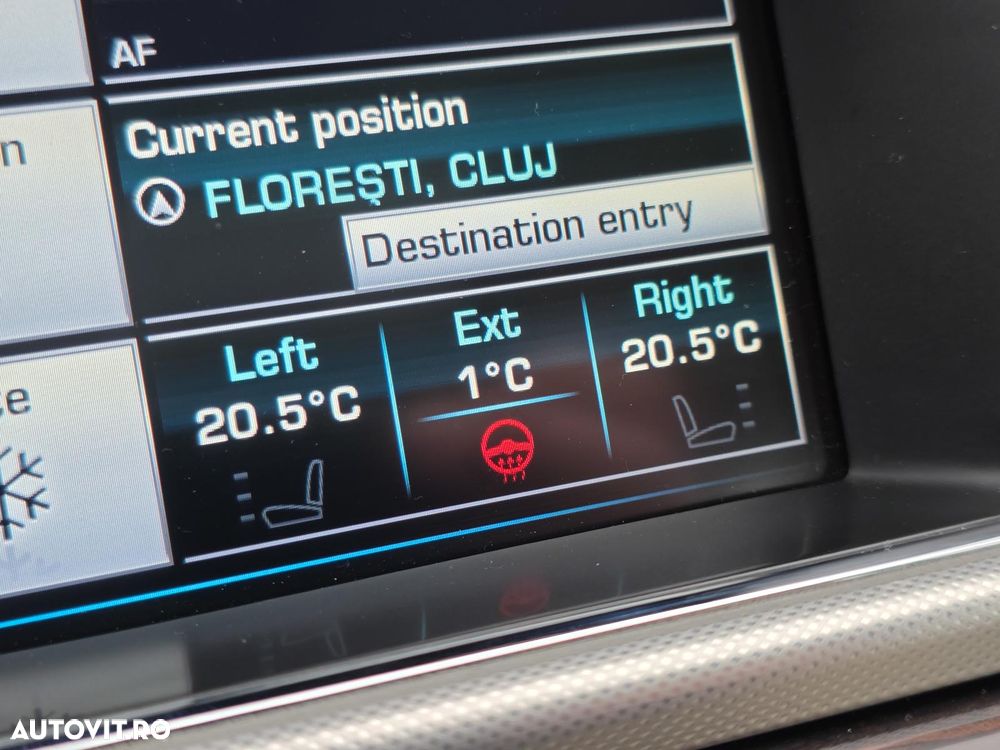 AF
Current position
FLOREŞTI, CLUJ
Destination entry
Left
20.5°C
Ext
1°C
Right
20.5°C
AUTOVIT.RO